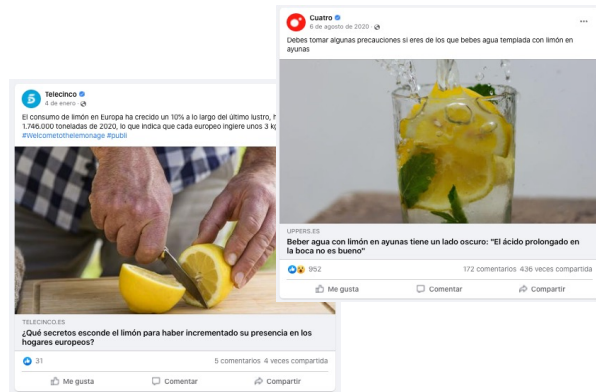 Cuatro
6 de agosto de 2020 ·
Debes tomar algunas precauciones si eres de los que bebes agua templada con limón en
ayunas
UPPERS.ES
Beber agua con limón en ayunas tiene un lado oscuro: "El ácido prolongado en
la boca no es bueno"
952
172 comentarios 436 veces compartida
Me gusta Comentar Compartir
Telecinco
4 de enero ·
El consumo de limón en Europa ha crecido un 10% a lo largo del último lustro, h
1.746.000 toneladas de 2020, lo que indica que cada europeo ingiere unos 3 k
#Welcometothelemonage #publi
TELECINCO.ES
¿Qué secretos esconde el limón para haber incrementado su presencia en los
hogares europeos?
31
5 comentarios 4 veces compartida
Me gusta Comentar Compartir